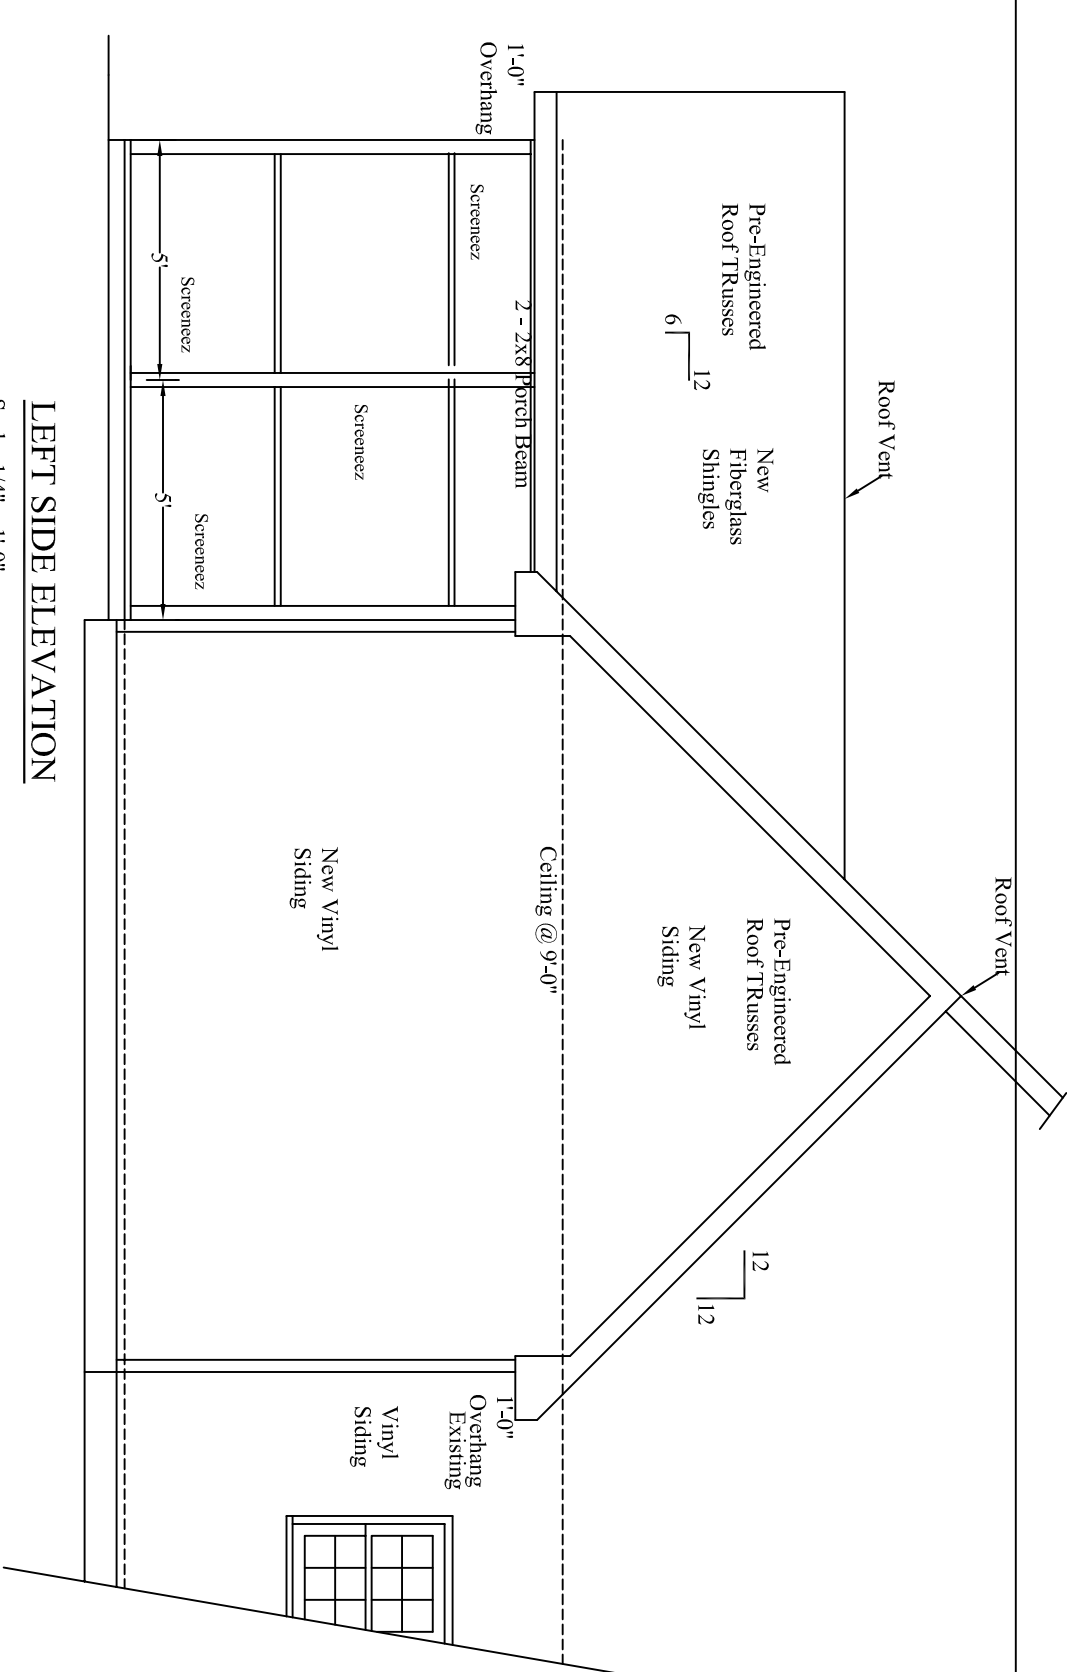 Roof Vent
Roof Vent
Pre-Engineered
Roof TRusses
6
12
New
Fiberglass
Shingles
Pre-Engineered
Roof TRusses
New Vinyl
Siding
12
12
1'-0"
Overhang
2 - 2x8 Porch Beam
Ceiling @ 9'-0"
1'-0"
Overhang
Existing
Screeneez
Screeneez
Screeneez
Screeneez
New Vinyl
Siding
Vinyl
Siding
5'
5'
LEFT SIDE ELEVATION